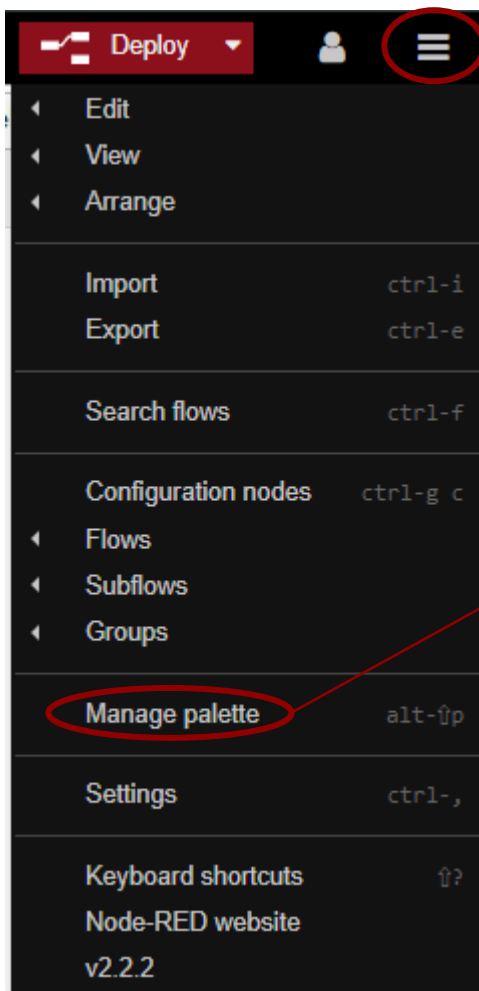 Deploy
Edit
View
Arrange
Import ctrl-i
Export ctrl-e
Search flows ctrl-f
Configuration nodes ctrl-g c
Flows
Subflows
Groups
Manage palette alt-⇧p
Settings ctrl-,
Keyboard shortcuts ⇧?
Node-RED website
v2.2.2